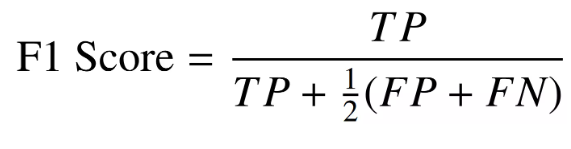 F1 Score = TP / (TP + 1/2 (FP + FN))